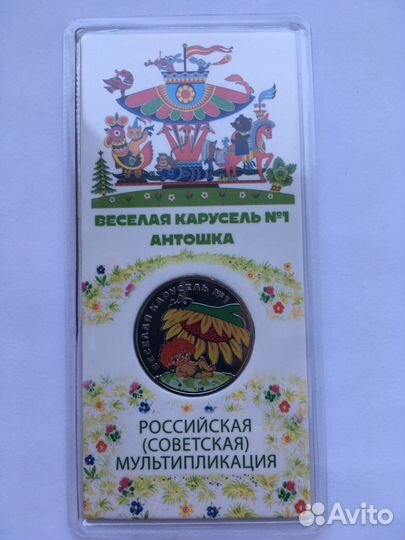 ВЕСЕЛАЯ КАРУСЕЛЬ №1
АНТОШКА
ВЕСЕЛАЯ КАРУСЕЛЬ №1
РОССИЙСКАЯ
(СОВЕТСКАЯ)
МУЛЬТИПЛИКАЦИЯ
Avito